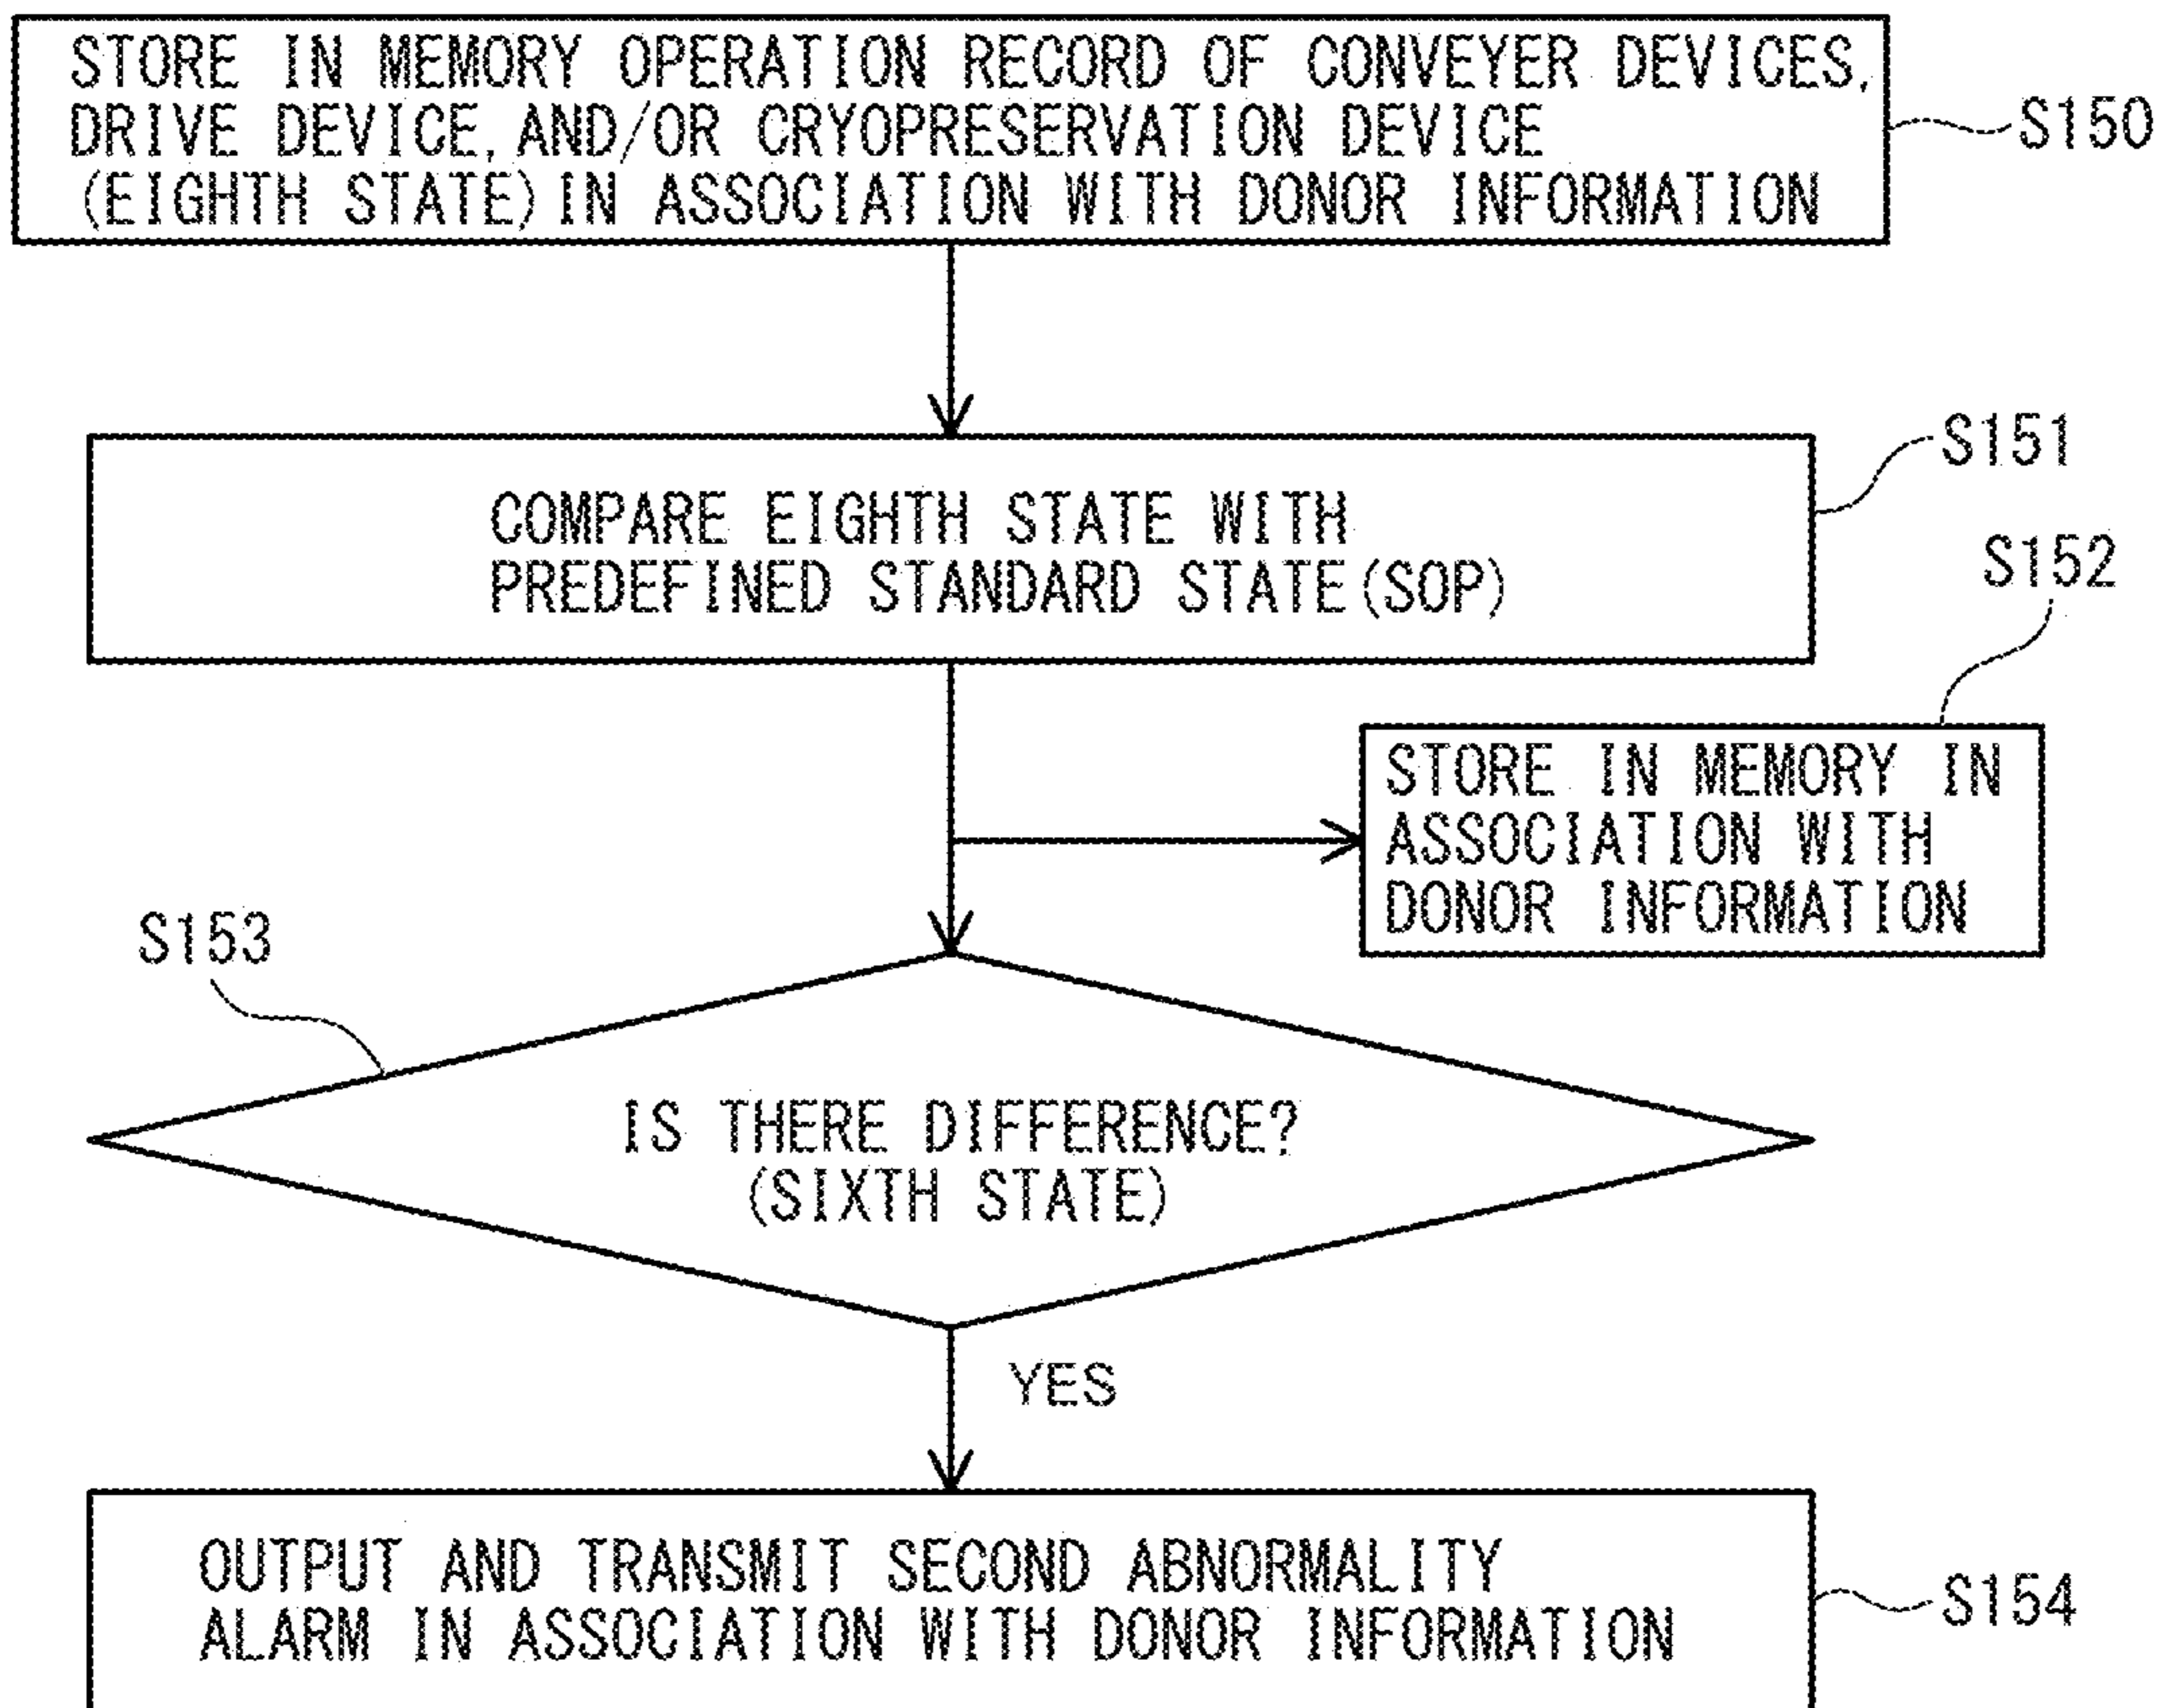 STORE IN MEMORY OPERATION RECORD OF CONVEYER DEVICES,
DRIVE DEVICE, AND/OR CRYOPRESERVATION DEVICE
(EIGHTH STATE) IN ASSOCIATION WITH DONOR INFORMATION
S150
COMPARE EIGHTH STATE WITH
PREDEFINED STANDARD STATE (SOP)
S151
S152
STORE IN MEMORY IN
ASSOCIATION WITH
DONOR INFORMATION
S153
IS THERE DIFFERENCE?
(SIXTH STATE)
YES
OUTPUT AND TRANSMIT SECOND ABNORMALITY
ALARM IN ASSOCIATION WITH DONOR INFORMATION
S154